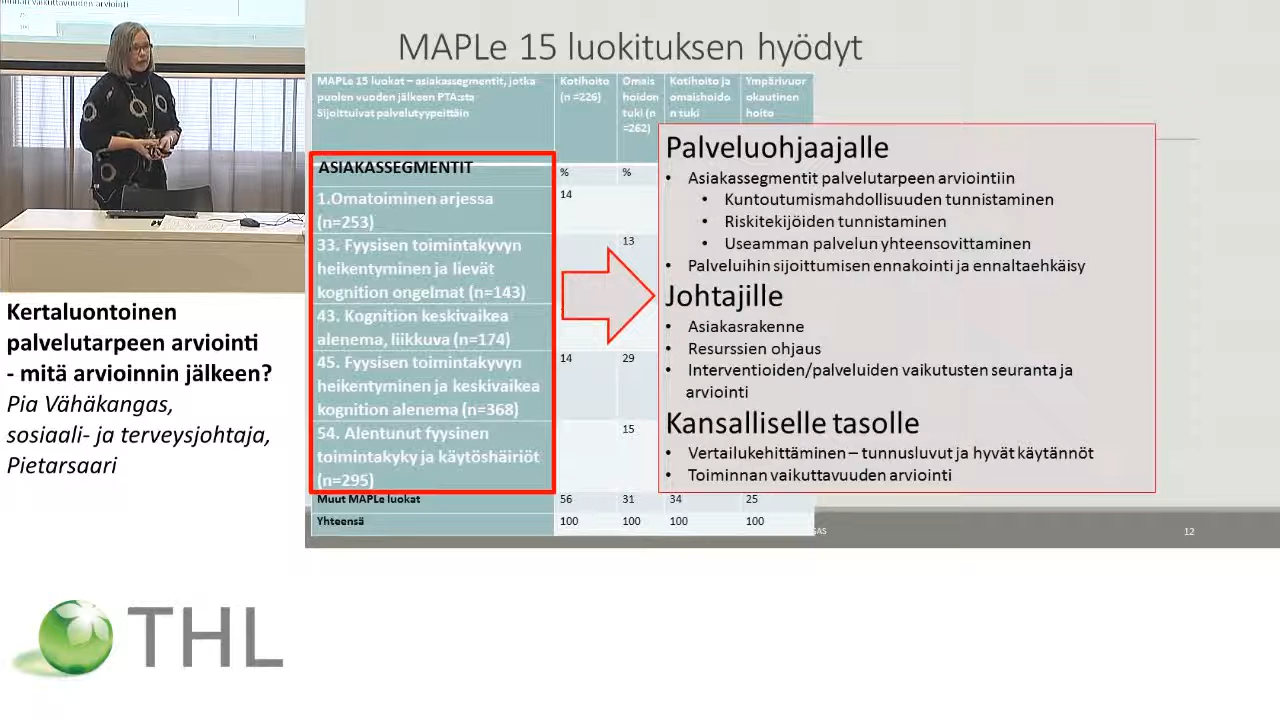 MAPLe 15 luokituksen hyödyt
MAPLe 15 luokat – asiakassegmentit, jotka
puolen vuoden jälkeen PTA:sta
Sijoittuivat palvelutyypeittäin
Kotihoito
(n =226)
Omais
hoidon
tuki (n
=262)
Kotihoito ja
omaishoido
n tuki
Ympärivuor
okautinen
hoito
ASIAKASSEGMENTIT
%
%
1.Omatoiminen arjessa
(n=253)
14
33. Fyysisen toimintakyvyn
heikentyminen ja lievät
kognition ongelmat (n=143)
13
43. Kognition keskivaikea
alenema, liikkuva (n=174)
45. Fyysisen toimintakyvyn
heikentyminen ja keskivaikea
kognition alenema (n=368)
14
29
54. Alentunut fyysinen
toimintakyky ja käytöshäiriöt
(n=295)
15
Muut MAPLe luokat 56 31 34 25
Yhteensä 100 100 100 100
Palveluohjaajalle
• Asiakassegmentit palvelutarpeen arviointiin
• Kuntoutumismahdollisuuden tunnistaminen
• Riskitekijöiden tunnistaminen
• Useamman palvelun yhteensovittaminen
• Palveluihin sijoittumisen ennakointi ja ennaltaehkäisy
Johtajille
• Asiakasrakenne
• Resurssien ohjaus
• Interventioiden/palveluiden vaikutusten seuranta ja
arviointi
Kansalliselle tasolle
• Vertailukehittäminen – tunnusluvut ja hyvät käytännöt
• Toiminnan vaikuttavuuden arviointi
12
Kertaluontoinen
palvelutarpeen arviointi
- mitä arvioinnin jälkeen?
Pia Vähäkangas,
sosiaali- ja terveysjohtaja,
Pietarsaari
THL